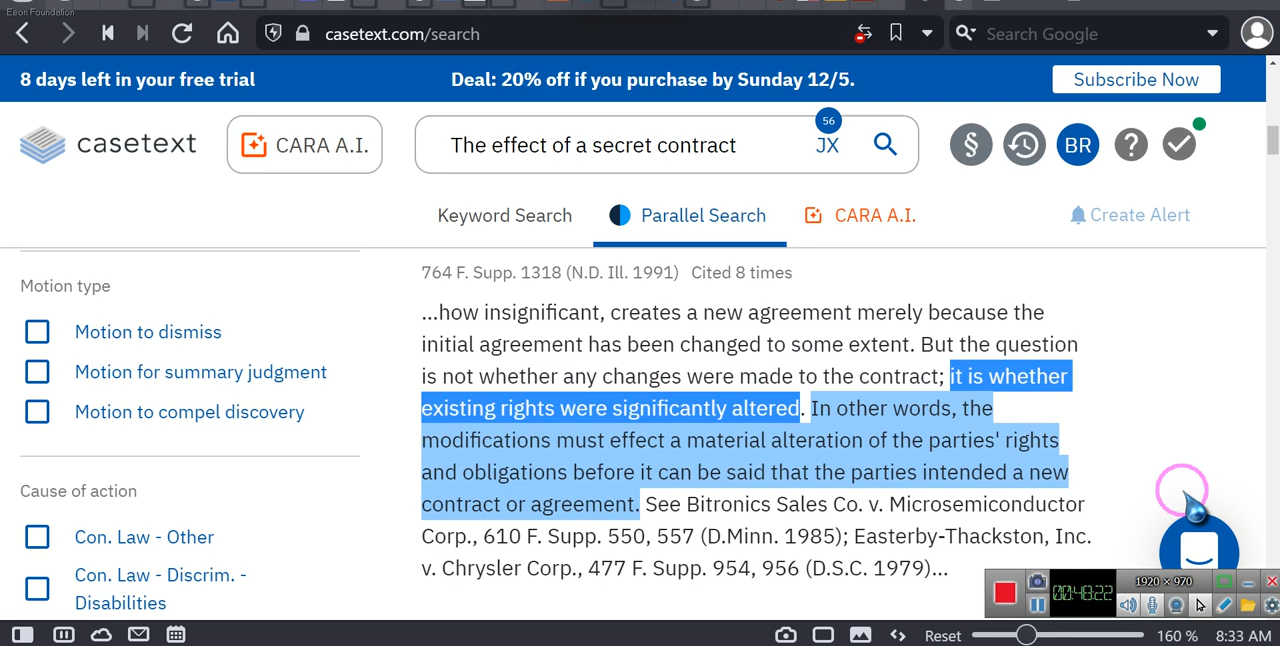 Eeon Foundation
casetext.com/search
Search Google
8 days left in your free trial
Deal: 20% off if you purchase by Sunday 12/5.
Subscribe Now
casetext
CARA A.I.
The effect of a secret contract
56
JX
§
BR
?
Keyword Search
Parallel Search
CARA A.I.
Create Alert
Motion type
Motion to dismiss
Motion for summary judgment
Motion to compel discovery
Cause of action
Con. Law - Other
Con. Law - Discrim. -
Disabilities
764 F. Supp. 1318 (N.D. Ill. 1991) Cited 8 times
...how insignificant, creates a new agreement merely because the
initial agreement has been changed to some extent. But the question
is not whether any changes were made to the contract; it is whether
existing rights were significantly altered. In other words, the
modifications must effect a material alteration of the parties' rights
and obligations before it can be said that the parties intended a new
contract or agreement. See Bitronics Sales Co. v. Microsemiconductor
Corp., 610 F. Supp. 550, 557 (D.Minn. 1985); Easterby-Thackston, Inc.
v. Chrysler Corp., 477 F. Supp. 954, 956 (D.S.C. 1979)...
00:48:22
1920 × 970
Reset
160 %
8:33 AM